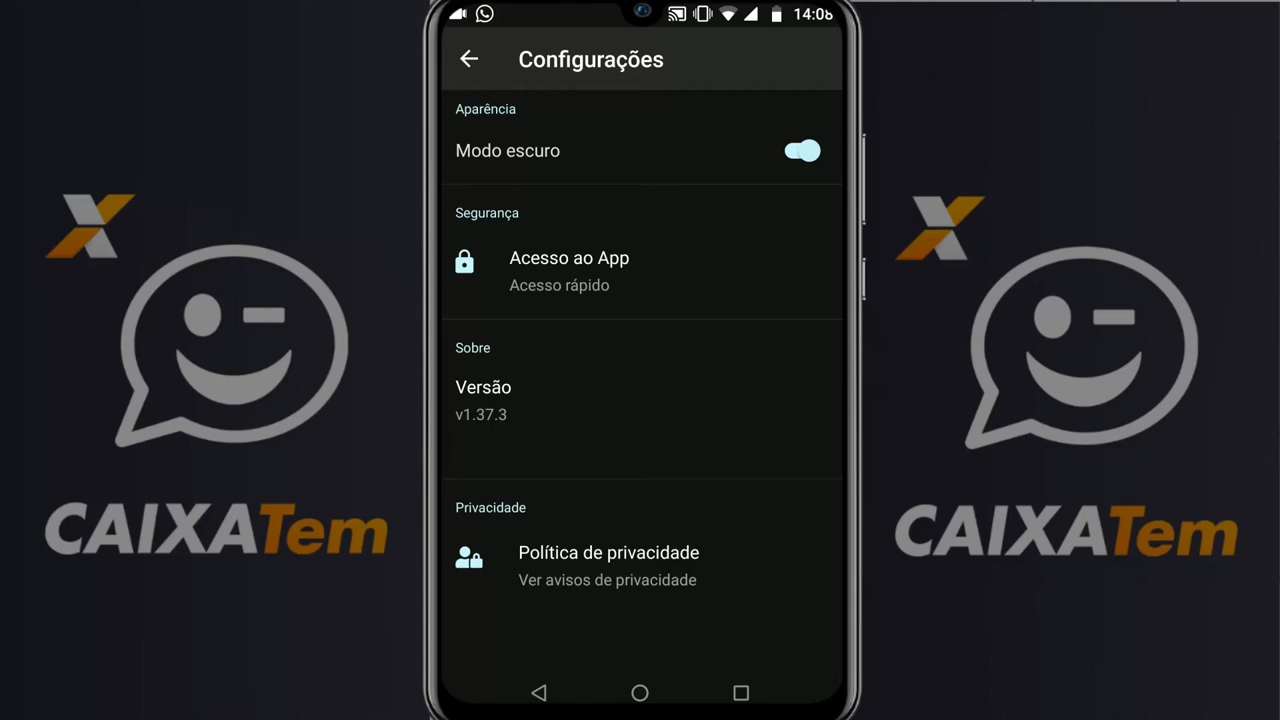 14:08
Configurações
Aparência
Modo escuro
Segurança
Acesso ao App
Acesso rápido
Sobre
Versão
v1.37.3
Privacidade
Política de privacidade
Ver avisos de privacidade
CAIXATem
CAIXATem